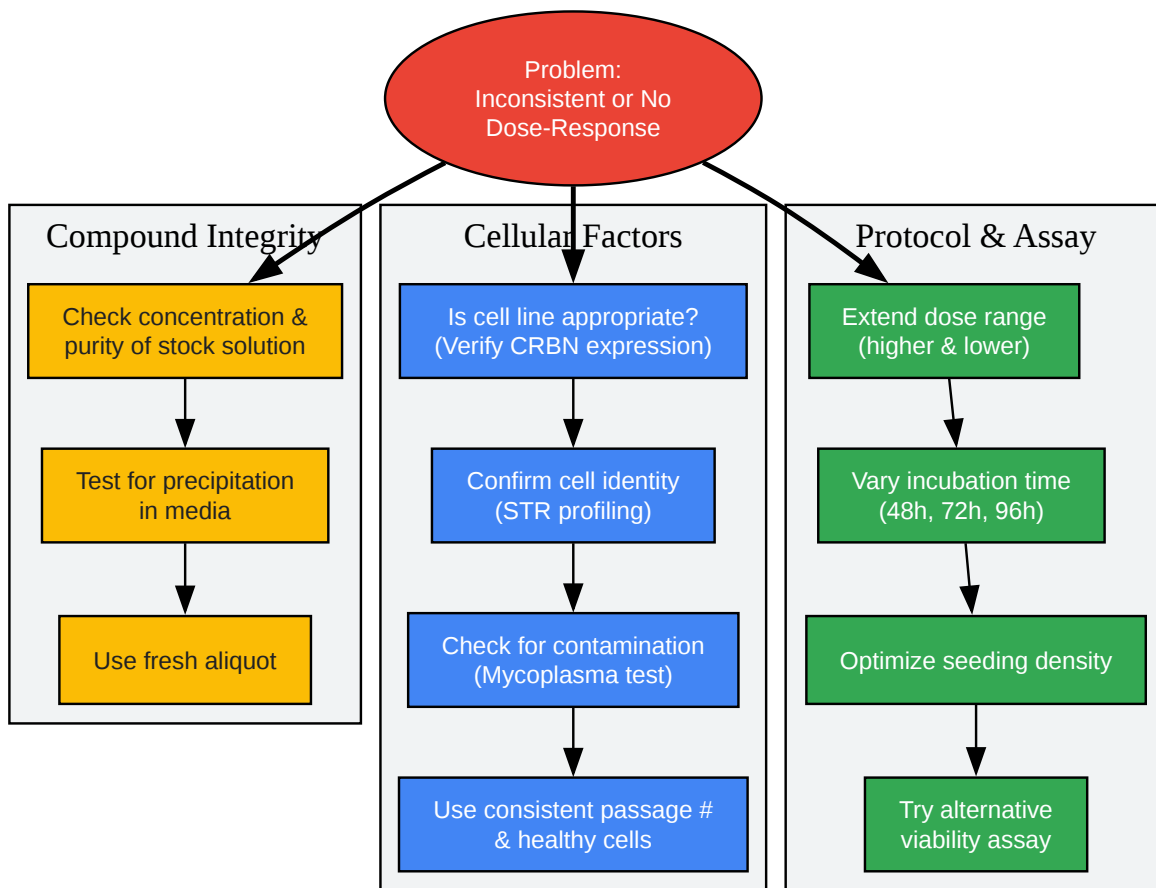 Problem:
Inconsistent or No
Dose-Response
Compound Integrity
Check concentration &
purity of stock solution
Test for precipitation
in media
Use fresh aliquot
Cellular Factors
Is cell line appropriate?
(Verify CRBN expression)
Confirm cell identity
(STR profiling)
Check for contamination
(Mycoplasma test)
Use consistent passage #
& healthy cells
Protocol & Assay
Extend dose range
(higher & lower)
Vary incubation time
(48h, 72h, 96h)
Optimize seeding density
Try alternative
viability assay